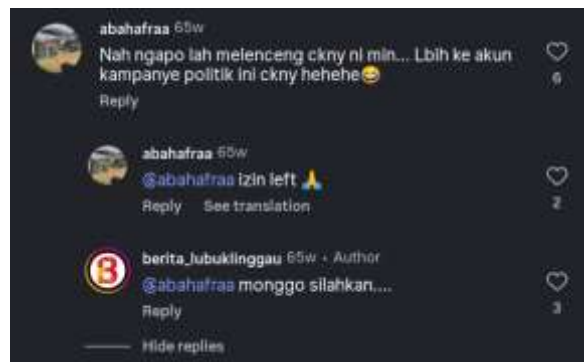 abahafraa 65w
Nah ngapo lah melenceng ckny ni min... Lbih ke akun
kampanye politik ini ckny hehehe😅
6
Reply
abahafraa 65w
@abahafraa izin left 🙏
2
Reply See translation
berita_lubuklinggau 65w • Author
@abahafraa monggo silahkan....
3
Reply
Hide replies